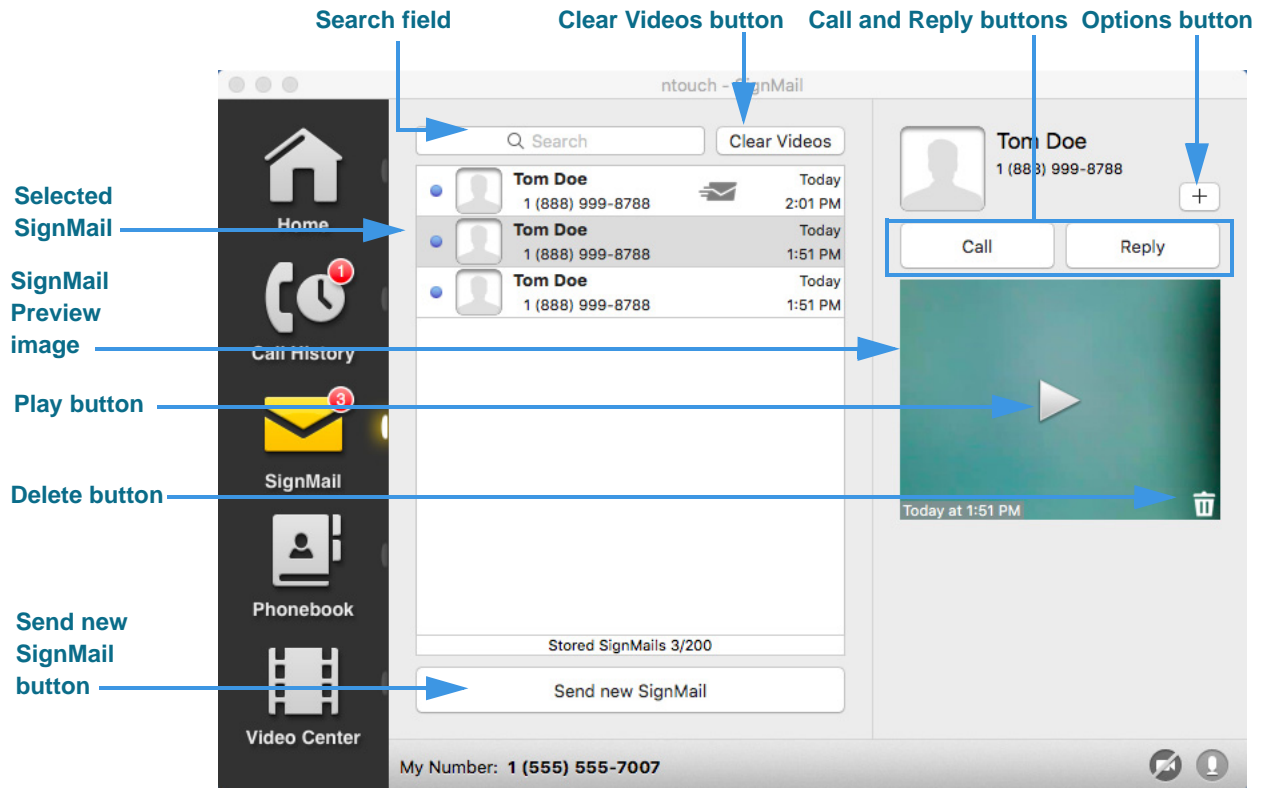 Search field
Clear Videos button
Call and Reply buttons
Options button
ntouch - SignMail
Search
Clear Videos
Tom Doe
1 (888) 999-8788
Selected
SignMail
SignMail
Preview
image
Play button
Delete button
Send new
SignMail
button
Home
1
Call History
3
SignMail
Phonebook
Video Center
Tom Doe
Today
1 (888) 999-8788
2:01 PM
Tom Doe
Today
1 (888) 999-8788
1:51 PM
Tom Doe
Today
1 (888) 999-8788
1:51 PM
Call
Reply
Today at 1:51 PM
Stored SignMails 3/200
Send new SignMail
My Number: 1 (555) 555-7007